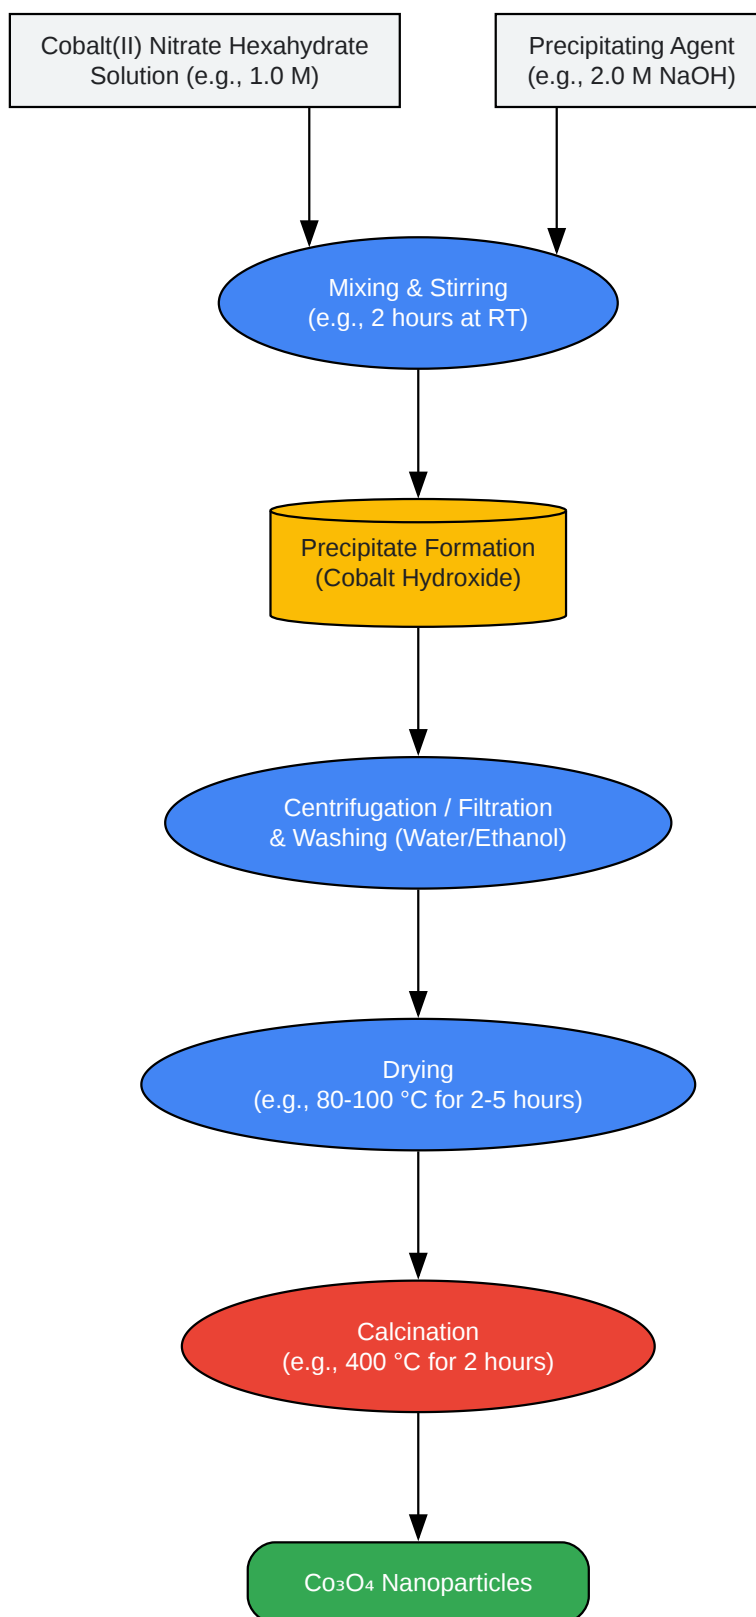 Cobalt(II) Nitrate Hexahydrate
Solution (e.g., 1.0 M)
Precipitating Agent
(e.g., 2.0 M NaOH)
Mixing & Stirring
(e.g., 2 hours at RT)
Precipitate Formation
(Cobalt Hydroxide)
Centrifugation / Filtration
& Washing (Water/Ethanol)
Drying
(e.g., 80-100 °C for 2-5 hours)
Calcination
(e.g., 400 °C for 2 hours)
Co₃O₄ Nanoparticles